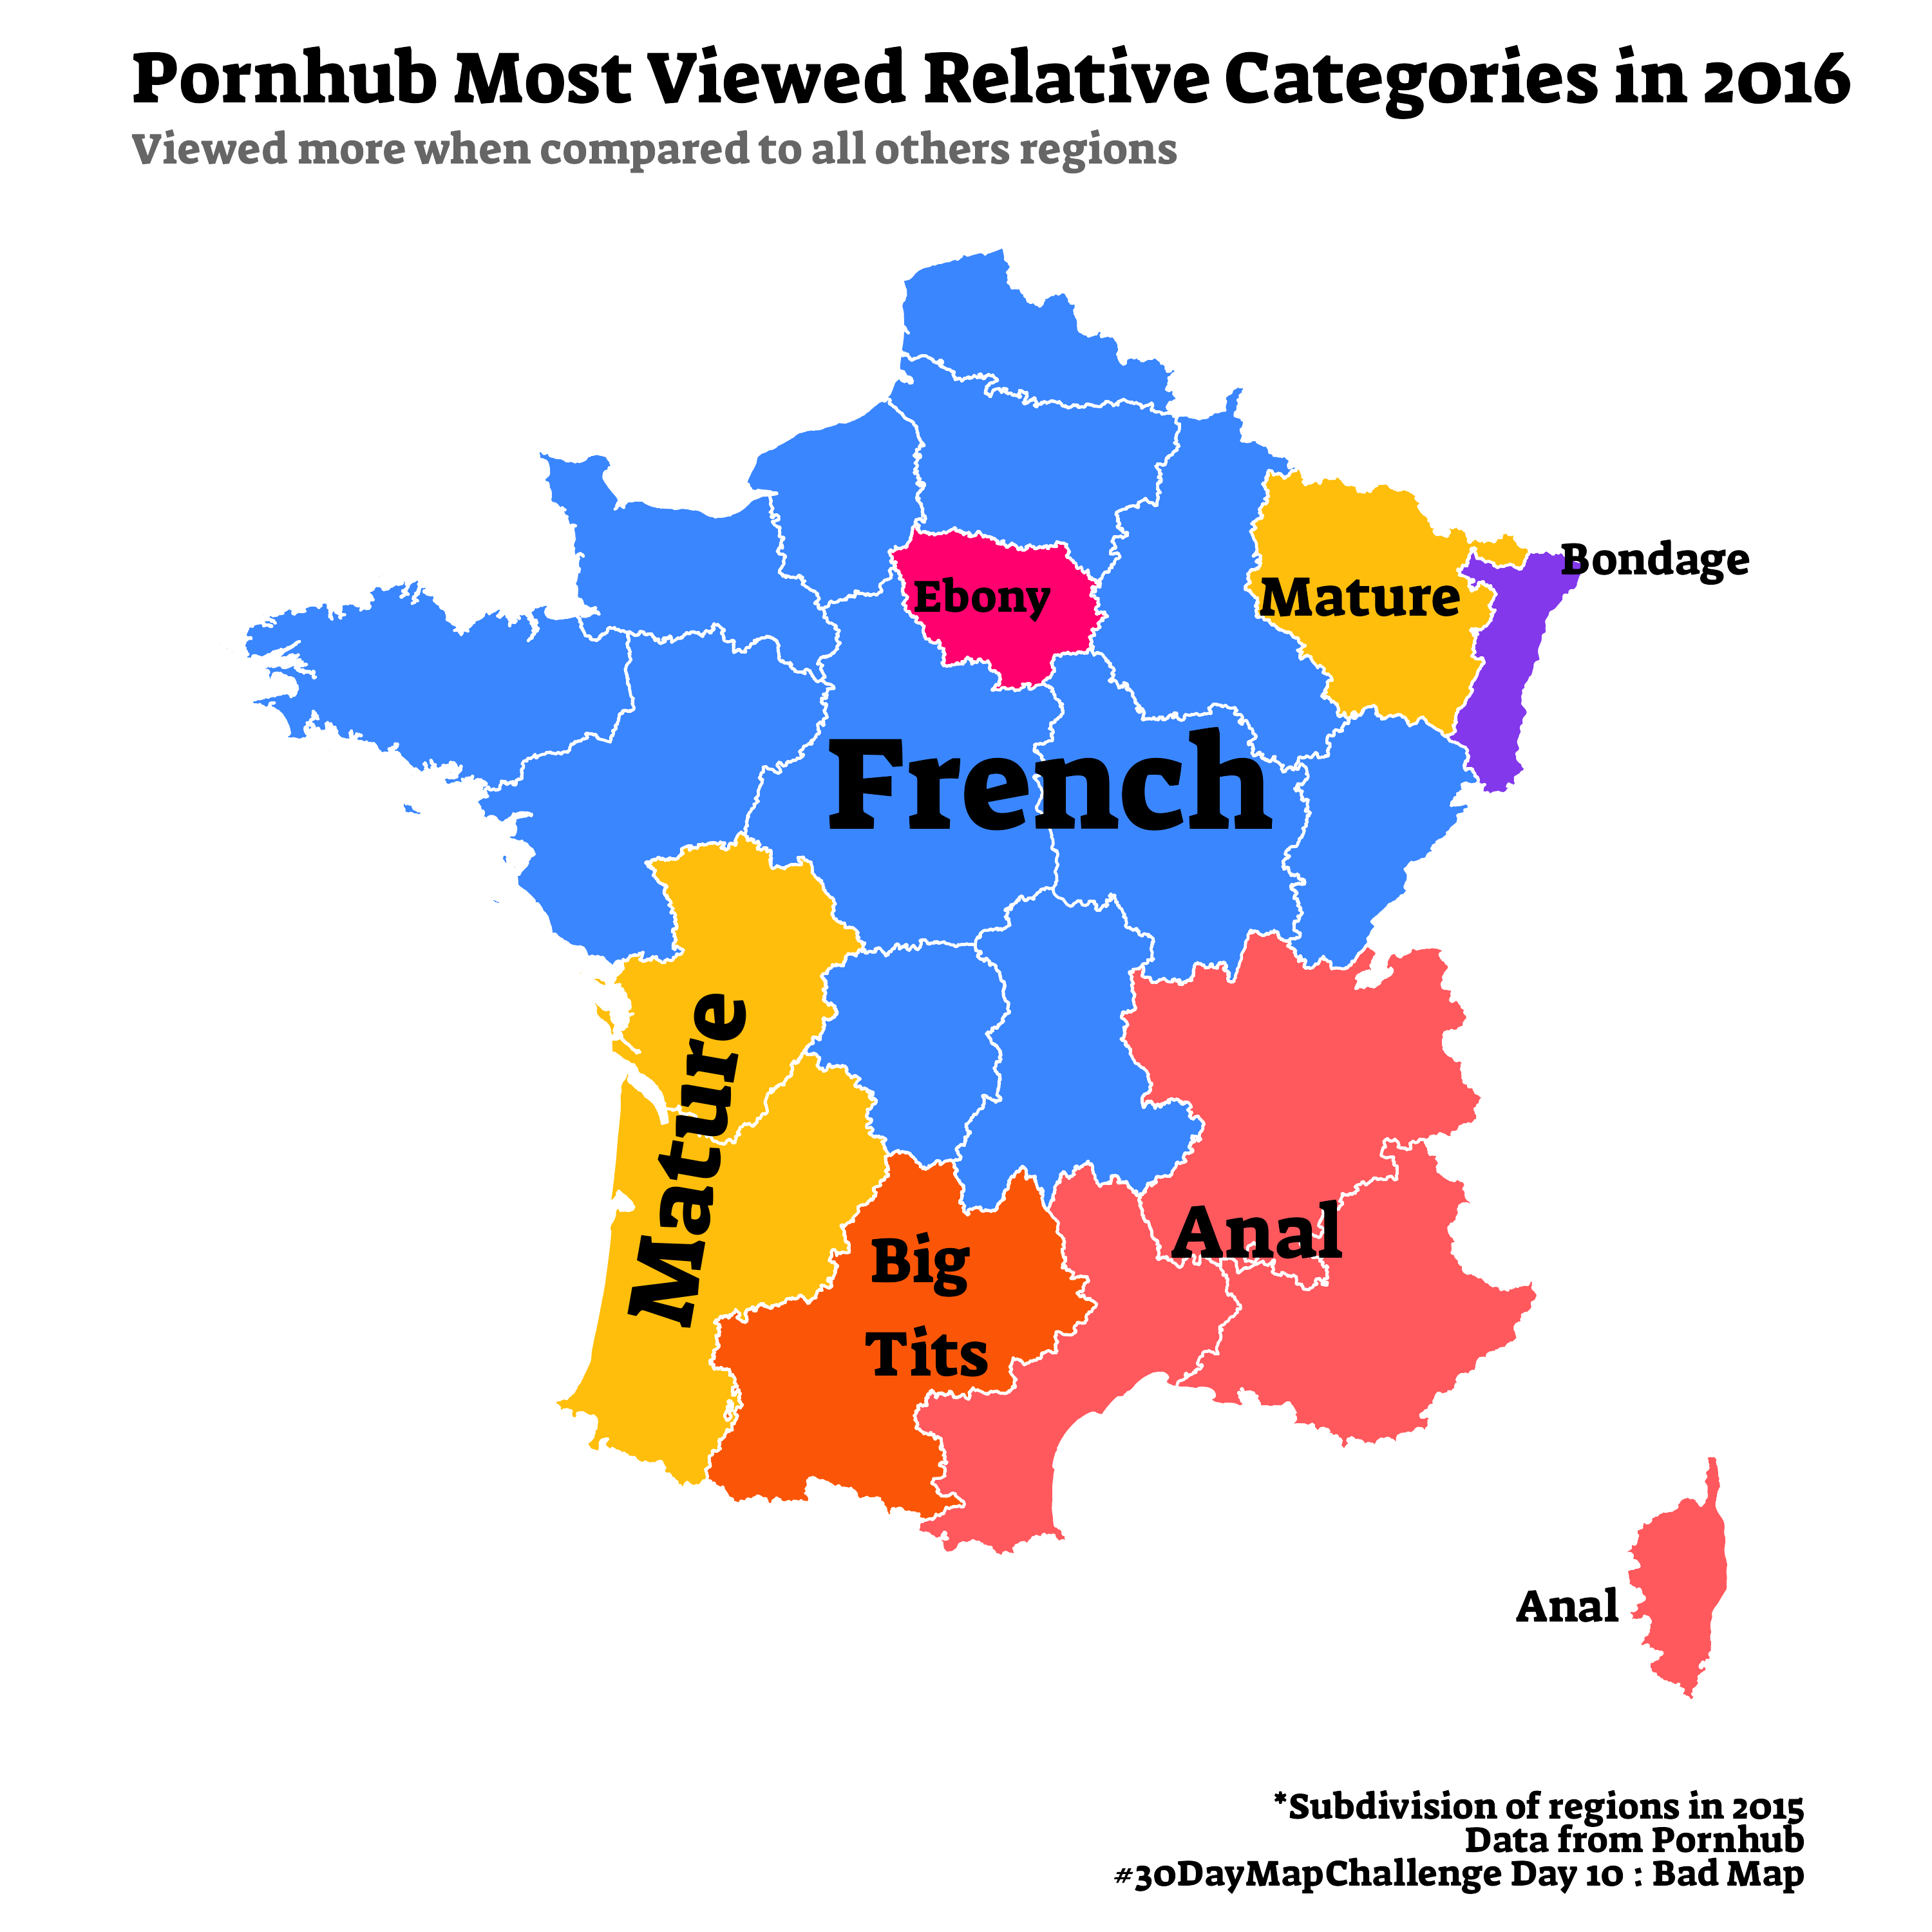 Pornhub Most Viewed Relative Categories in 2016
Viewed more when compared to all others regions
Bondage
Ebony
Mature
French
Mature
Anal
Big
Tits
Anal
*Subdivision of regions in 2015
Data from Pornhub
#30DayMapChallenge Day 10 : Bad Map